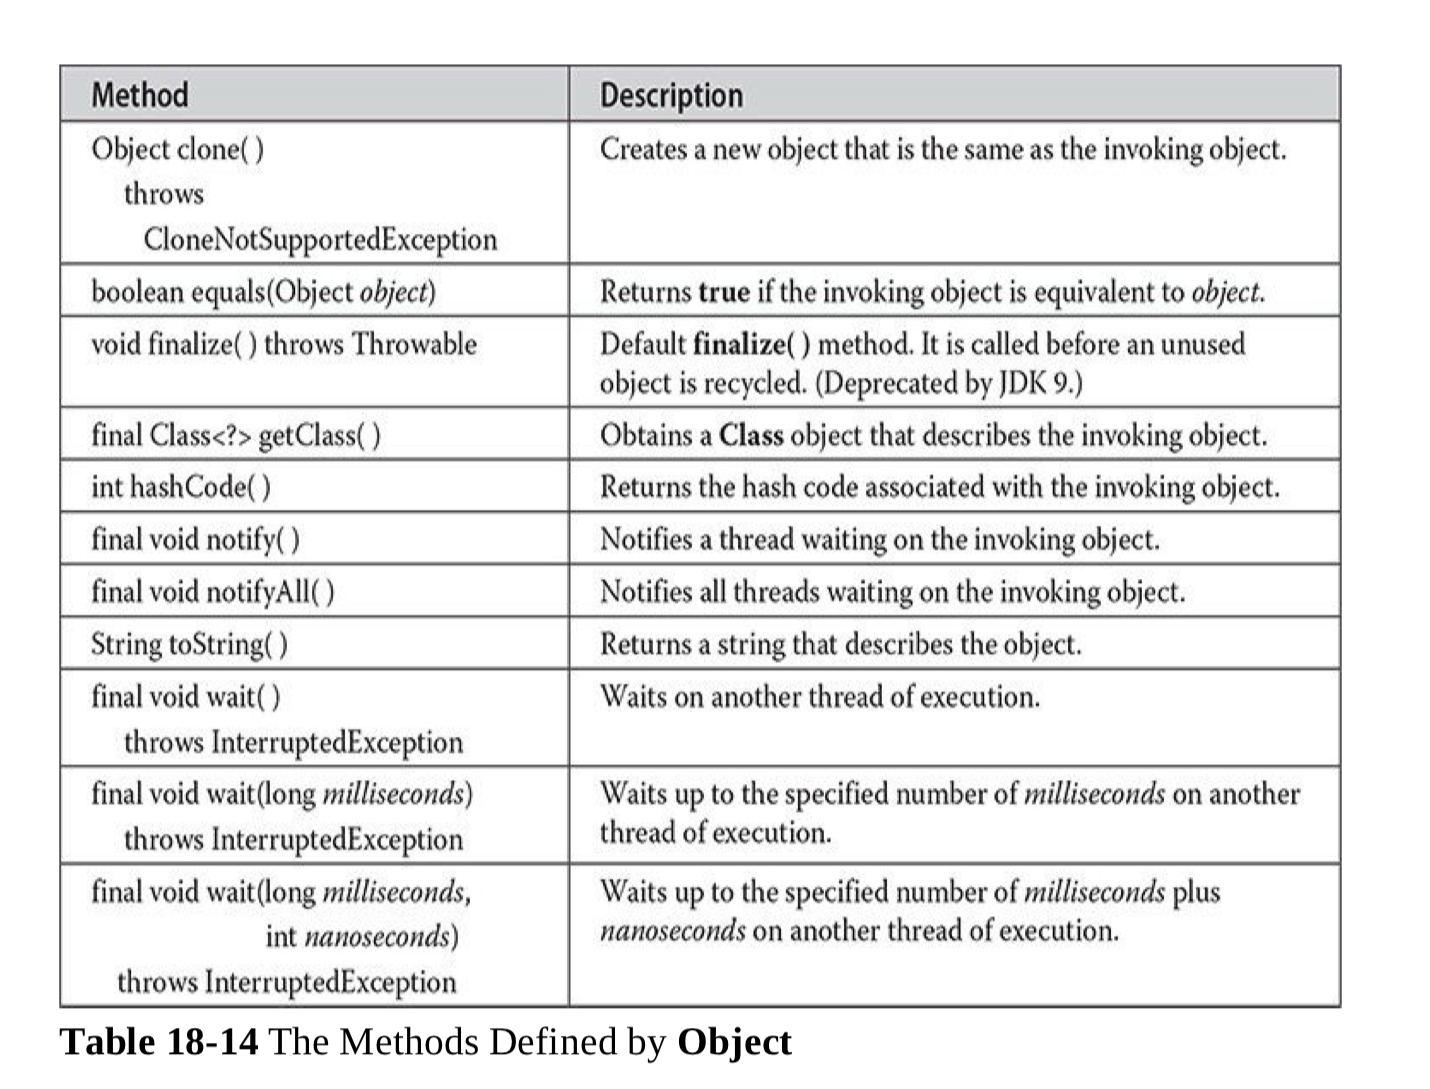 Method Description
Object clone( ) Creates a new object that is the same as the invoking object.
throws
CloneNotSupportedException
boolean equals(Object object) Returns true if the invoking object is equivalent to object.
void finalize( ) throws Throwable Default finalize( ) method. It is called before an unused
object is recycled. (Deprecated by JDK 9.)
final Class<?> getClass( ) Obtains a Class object that describes the invoking object.
int hashCode( ) Returns the hash code associated with the invoking object.
final void notify( ) Notifies a thread waiting on the invoking object.
final void notifyAll( ) Notifies all threads waiting on the invoking object.
String toString( ) Returns a string that describes the object.
final void wait( ) Waits on another thread of execution.
throws InterruptedException
final void wait(long milliseconds) Waits up to the specified number of milliseconds on another
throws InterruptedException thread of execution.
final void wait(long milliseconds, Waits up to the specified number of milliseconds plus
int nanoseconds) nanoseconds on another thread of execution.
throws InterruptedException
Table 18-14 The Methods Defined by Object